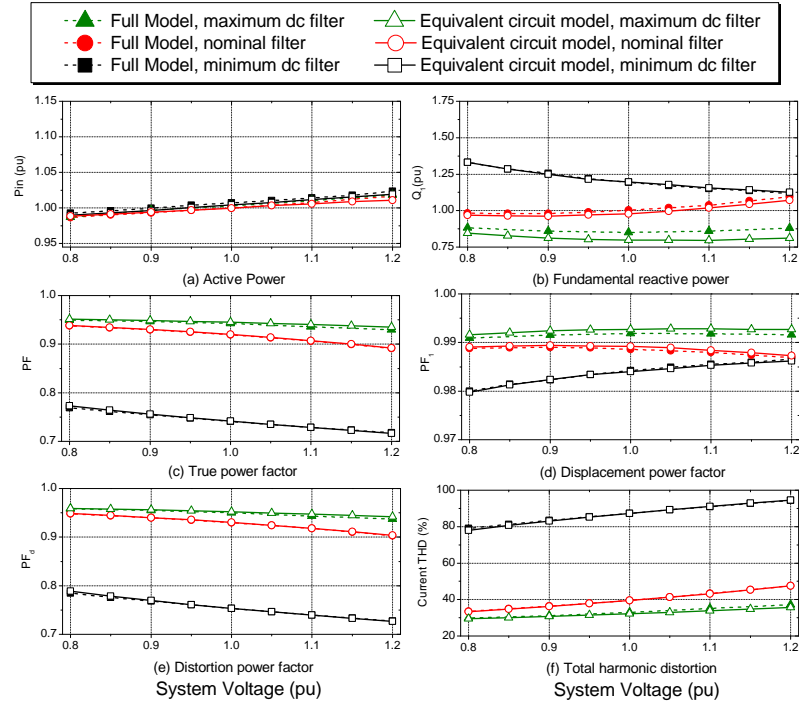 Full Model, maximum dc filter Equivalent circuit model, maximum dc filter
Full Model, nominal filter Equivalent circuit model, nominal filter
Full Model, minimum dc filter Equivalent circuit model, minimum dc filter
1.15
1.10
1.05
1.00
0.95
Pin (pu)
0.8 0.9 1.0 1.1 1.2
(a) Active Power
1.75
1.50
1.25
1.00
0.75
Q1(pu)
0.8 0.9 1.0 1.1 1.2
(b) Fundamental reactive power
1.0
0.9
0.8
0.7
PF
0.8 0.9 1.0 1.1 1.2
(c) True power factor
1.00
0.99
0.98
0.97
PF1
0.8 0.9 1.0 1.1 1.2
(d) Displacement power factor
1.0
0.9
0.8
0.7
PFd
0.8 0.9 1.0 1.1 1.2
(e) Distortion power factor
System Voltage (pu)
100
80
60
40
20
Current THD (%)
0.8 0.9 1.0 1.1 1.2
(f) Total harmonic distortion
System Voltage (pu)